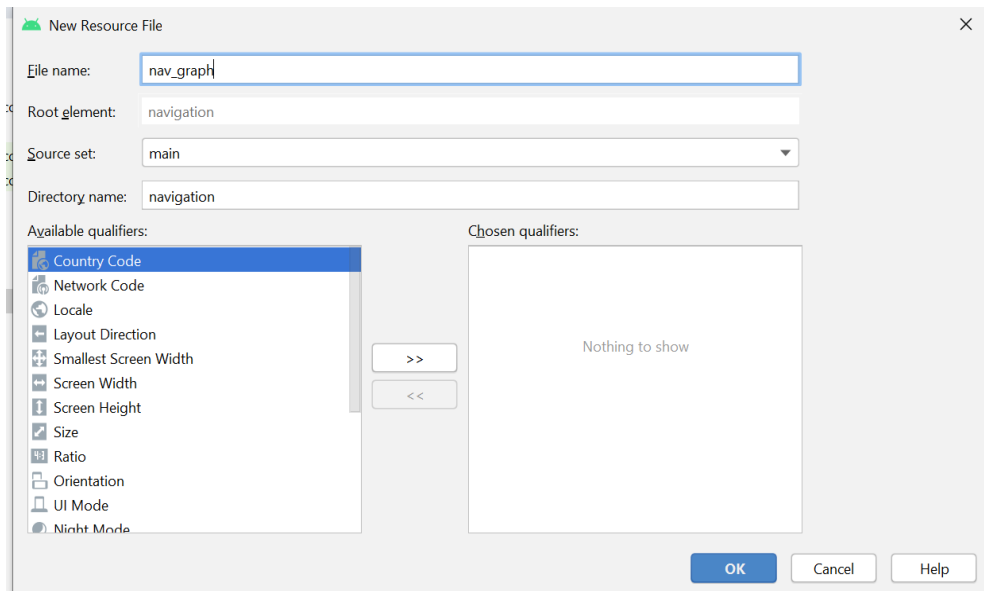 New Resource File
File name: nav_graph
Root element: navigation
Source set: main
Directory name: navigation
Available qualifiers: Chosen qualifiers:
Country Code
Network Code
Locale
Layout Direction
Smallest Screen Width
Screen Width
Screen Height
Size
Ratio
Orientation
UI Mode
Night Mode
>>
<<
Nothing to show
OK Cancel Help